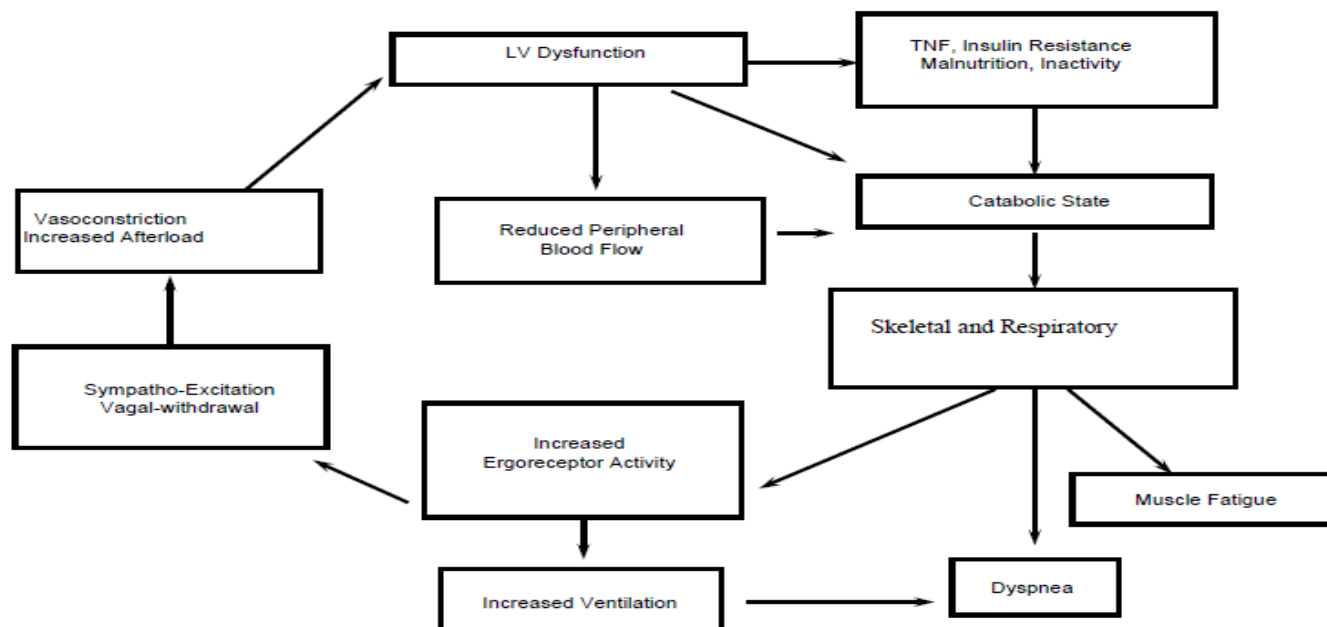 LV Dysfunction
TNF, Insulin Resistance
Malnutrition, Inactivity
Vasoconstriction
Increased Afterload
Reduced Peripheral
Blood Flow
Catabolic State
Skeletal and Respiratory
Sympatho-Excitation
Vagal-withdrawal
Increased
Ergoreceptor Activity
Muscle Fatigue
Increased Ventilation
Dyspnea